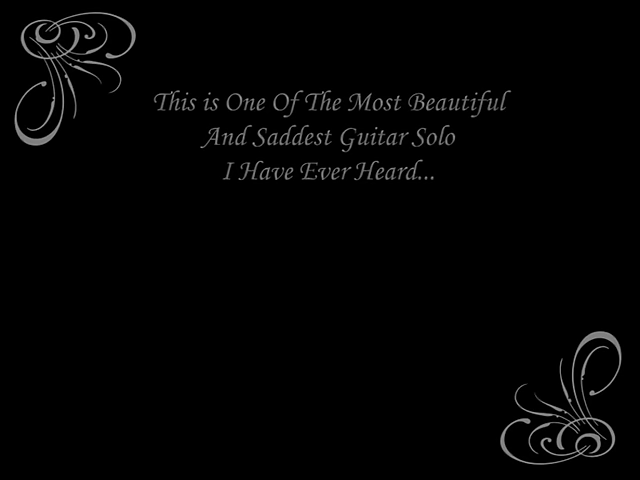 This is One Of The Most Beautiful
And Saddest Guitar Solo
I Have Ever Heard...